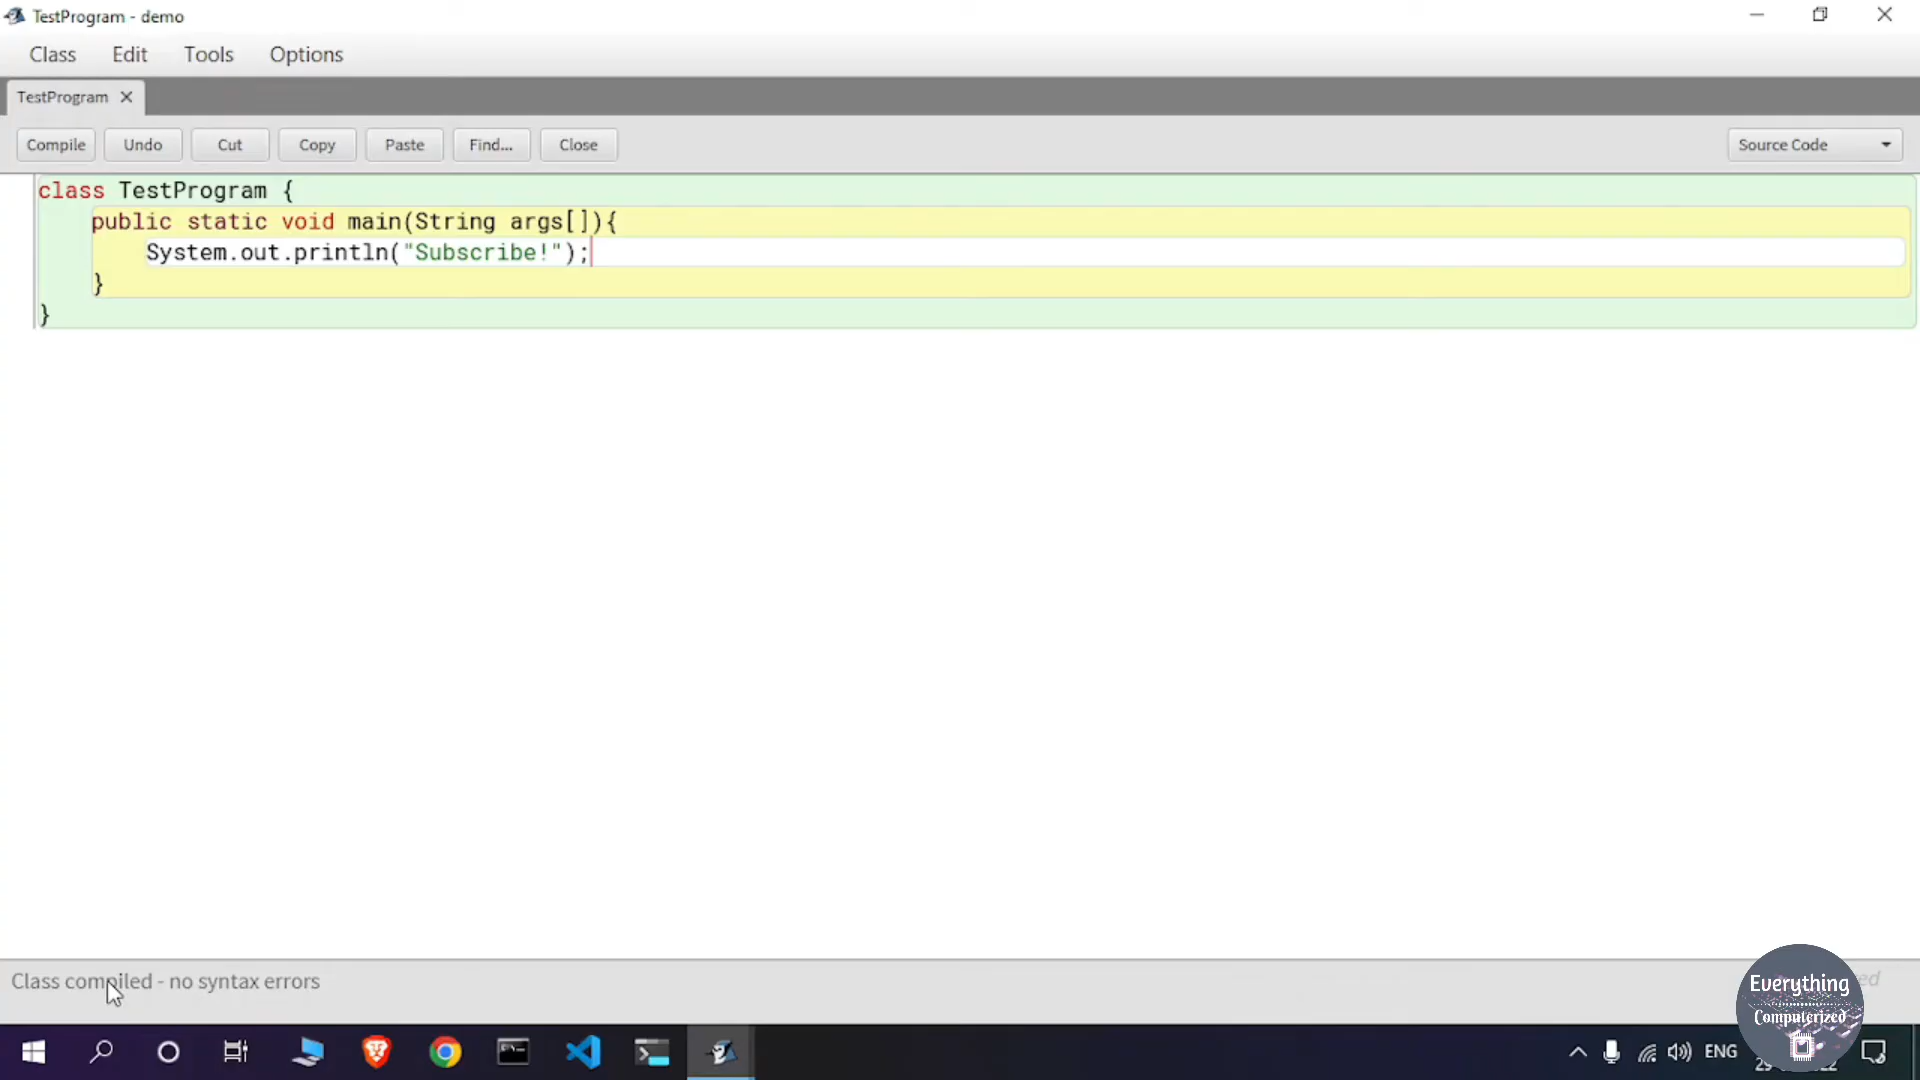 TestProgram - demo
Class Edit Tools Options
TestProgram
Compile Undo Cut Copy Paste Find... Close Source Code
class TestProgram {
public static void main(String args[]){
System.out.println("Subscribe!");
}
}
Class compiled - no syntax errors
Everything
Computerized
ENG